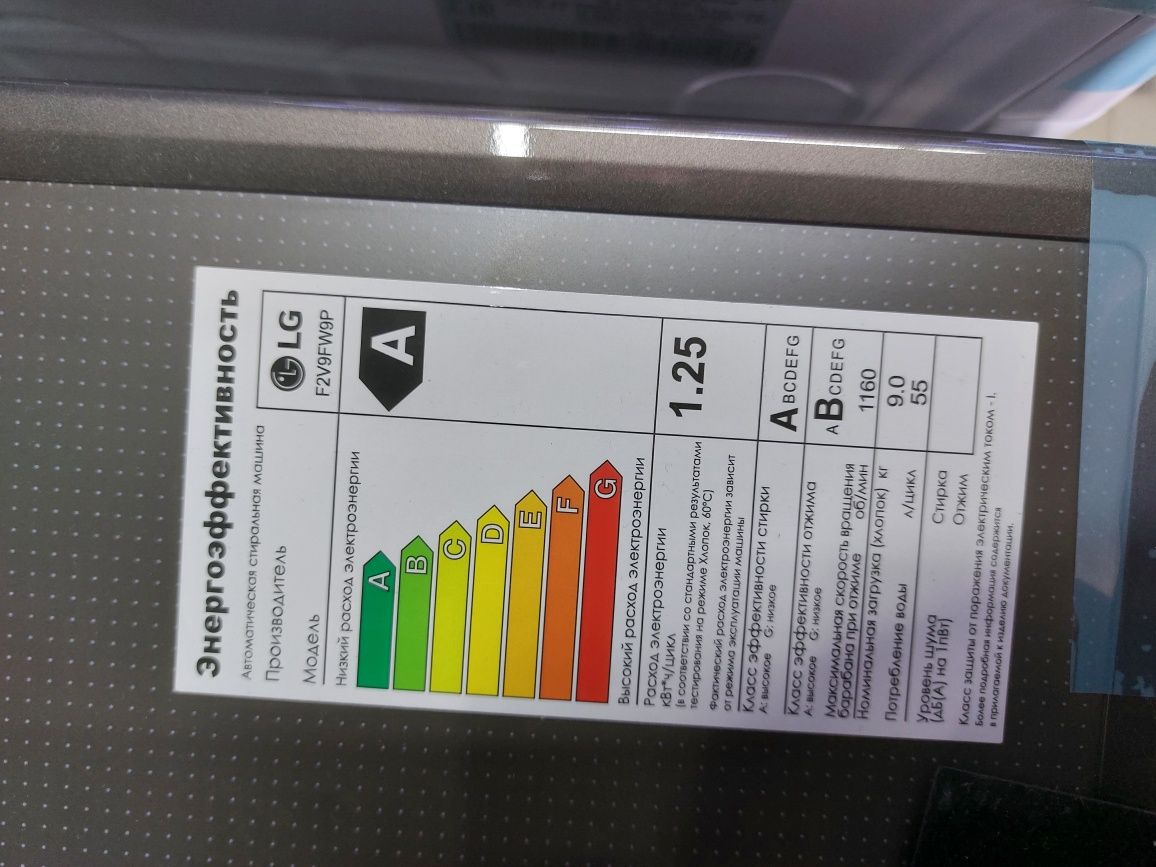 Энергоэффективность
Автоматическая стиральная машина
Производитель LG
Модель F2V9FW9P
Низкий расход электроэнергии
A
A
B
C
D
E
F
G
Высокий расход электроэнергии
Расход электроэнергии 1.25
кВт*ч/цикл
(в соответствии со стандартными результатами
тестирования на режиме Хлопок, 60°C)
Фактический расход электроэнергии зависит
от режима эксплуатации машины
Класс эффективности стирки ABCDEFG
A: высокое G: низкое
Класс эффективности отжима ABCDEFG
A: высокое G: низкое
Максимальная скорость вращения
барабана при отжиме об/мин 1160
Номинальная загрузка (хлопок) кг 9.0
Потребление воды л/цикл 55
Уровень шума Стирка
(дБ(А) на 1пВт) Отжим
Класс защиты от поражения электрическим током - I.
Более подробная информация содержится
в прилагаемой к изделию документации.